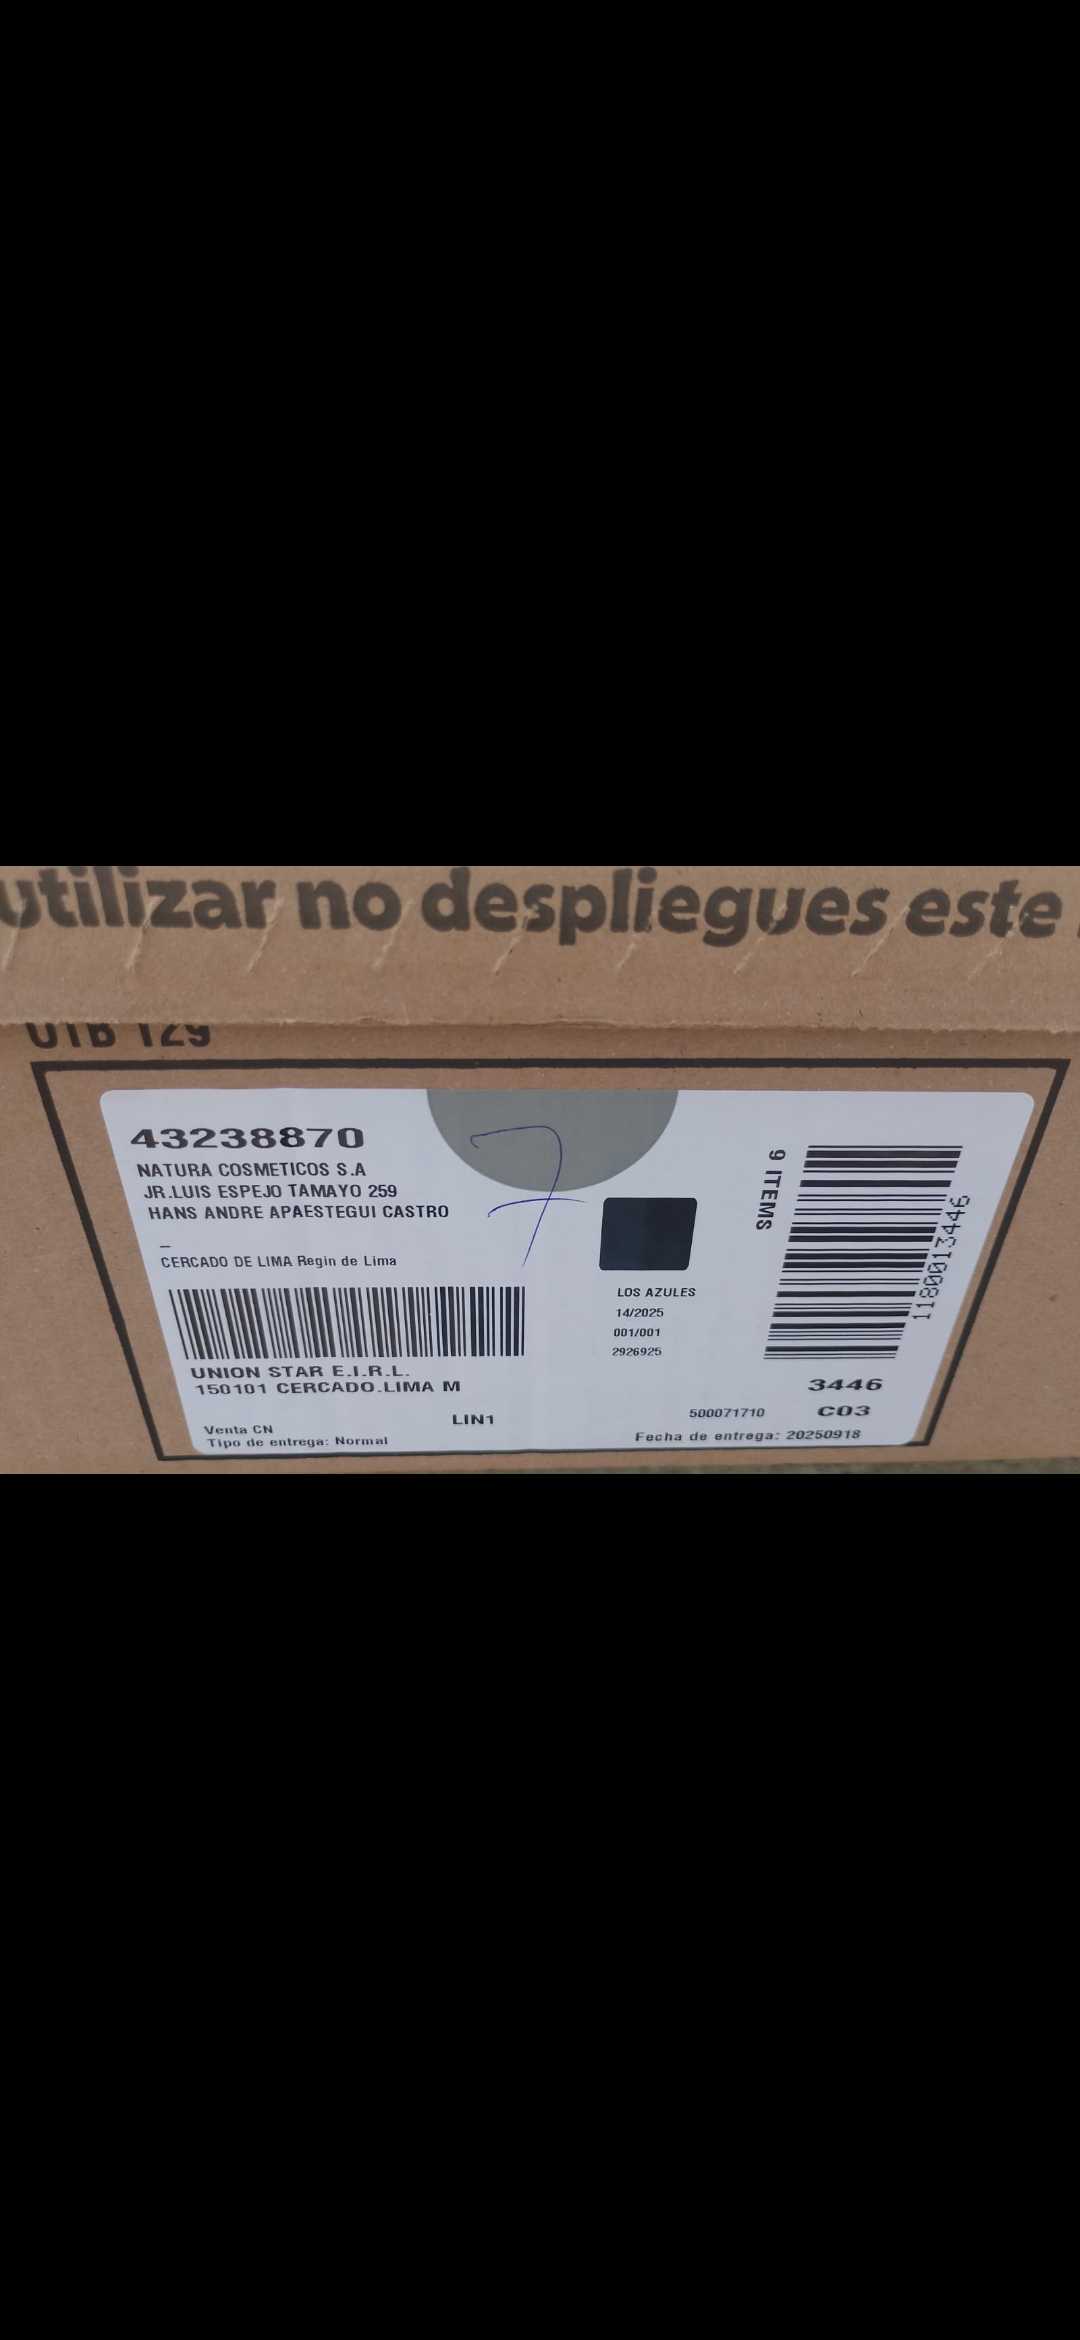 utilizar no despliegues este
UTB 129
43238870
NATURA COSMETICOS S.A
JR.LUIS ESPEJO TAMAYO 259
HANS ANDRE APAESTEGUI CASTRO
–
CERCADO DE LIMA Regin de Lima
UNION STAR E.I.R.L.
150101 CERCADO.LIMA M
LIN1
Venta CN
Tipo de entrega: Normal
7
LOS AZULES
14/2025
001/001
2926925
9 ITEMS
1180013446
3446
500071710 C03
Fecha de entrega: 20250918